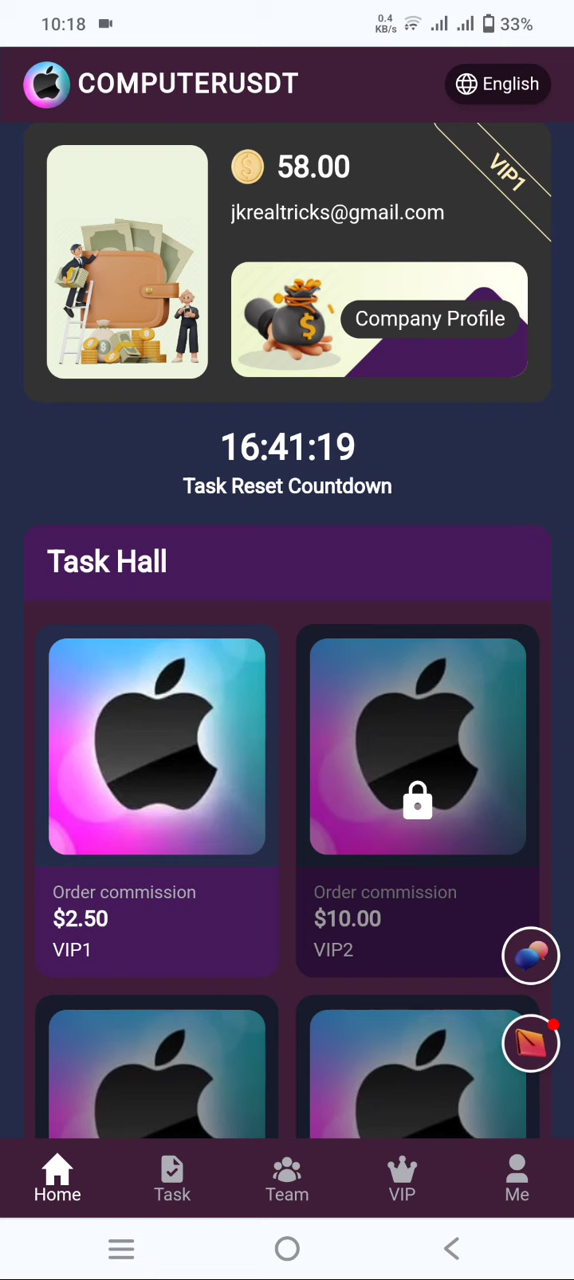 10:18
0.4
KB/s
33%
COMPUTERUSDT
English
58.00
VIP1
jkrealtricks@gmail.com
Company Profile
16:41:19
Task Reset Countdown
Task Hall
Order commission
$2.50
VIP1
Order commission
$10.00
VIP2
Home
Task
Team
VIP
Me